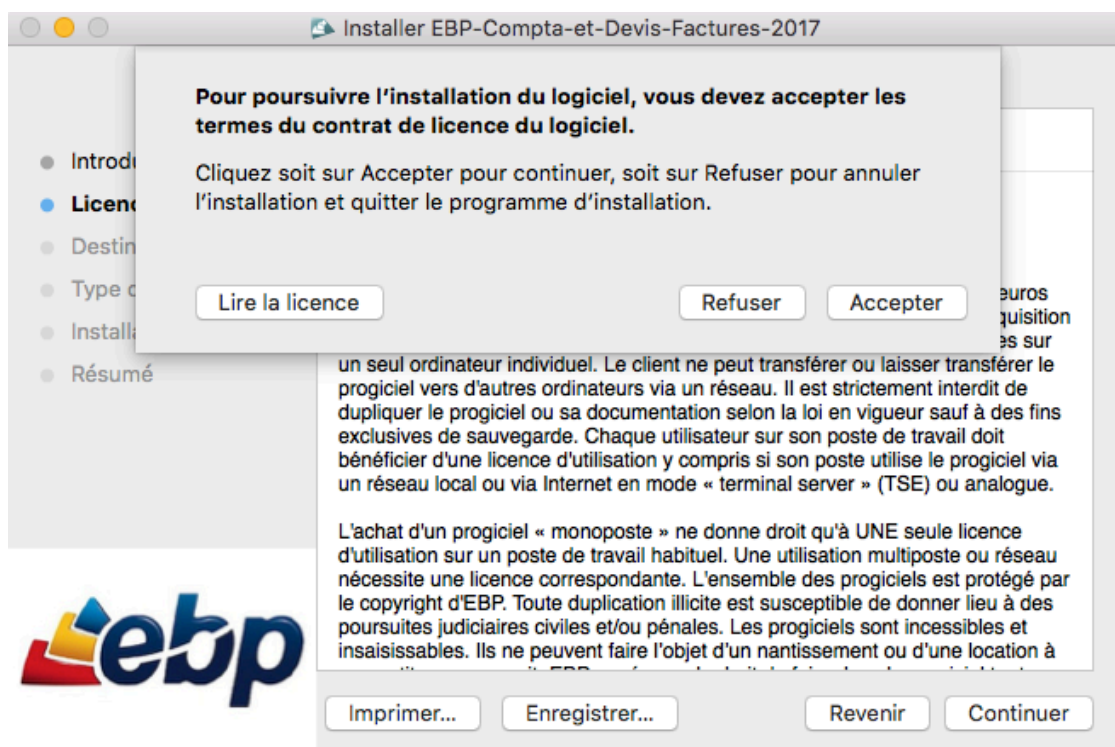 Installer EBP-Compta-et-Devis-Factures-2017
Pour poursuivre l'installation du logiciel, vous devez accepter les
termes du contrat de licence du logiciel.
Cliquez soit sur Accepter pour continuer, soit sur Refuser pour annuler
l'installation et quitter le programme d'installation.
Lire la licence
Refuser
Accepter
Introdu
Licenc
Destin
Type d
Installa
Résumé
euros
quisition
es sur
un seul ordinateur individuel. Le client ne peut transférer ou laisser transférer le
progiciel vers d'autres ordinateurs via un réseau. Il est strictement interdit de
dupliquer le progiciel ou sa documentation selon la loi en vigueur sauf à des fins
exclusives de sauvegarde. Chaque utilisateur sur son poste de travail doit
bénéficier d'une licence d'utilisation y compris si son poste utilise le progiciel via
un réseau local ou via Internet en mode « terminal server » (TSE) ou analogue.
L'achat d'un progiciel « monoposte » ne donne droit qu'à UNE seule licence
d'utilisation sur un poste de travail habituel. Une utilisation multiposte ou réseau
nécessite une licence correspondante. L'ensemble des progiciels est protégé par
le copyright d'EBP. Toute duplication illicite est susceptible de donner lieu à des
poursuites judiciaires civiles et/ou pénales. Les progiciels sont incessibles et
insaisissables. Ils ne peuvent faire l'objet d'un nantissement ou d'une location à
ebp
Imprimer...
Enregistrer...
Revenir
Continuer